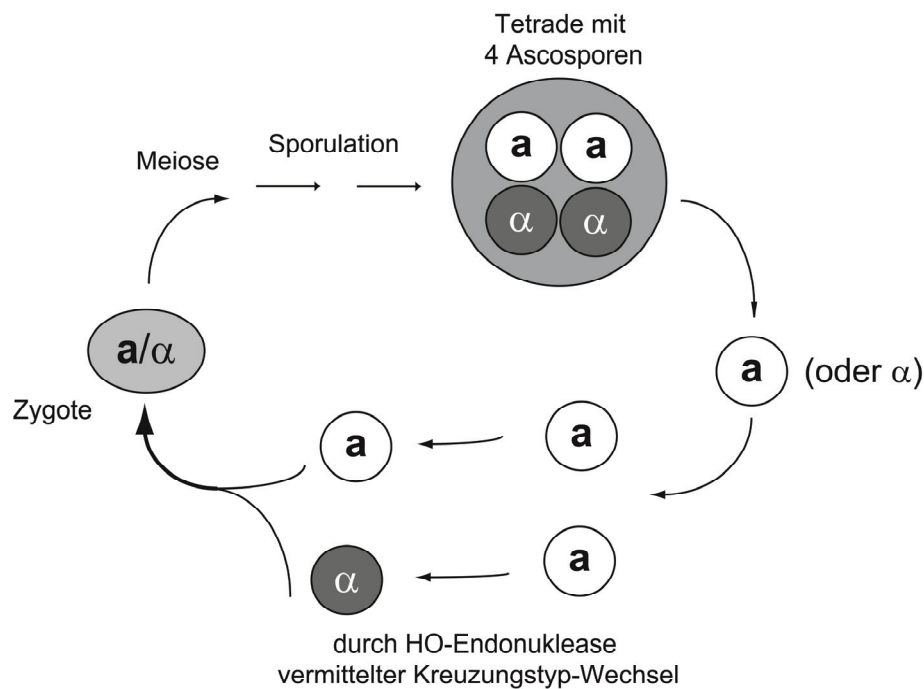 Tetrade mit
4 Ascosporen
Sporulation
Meiose
a a
α α
a (oder α)
a/α
Zygote
a a
α a
durch HO-Endonuklease
vermittelter Kreuzungstyp-Wechsel